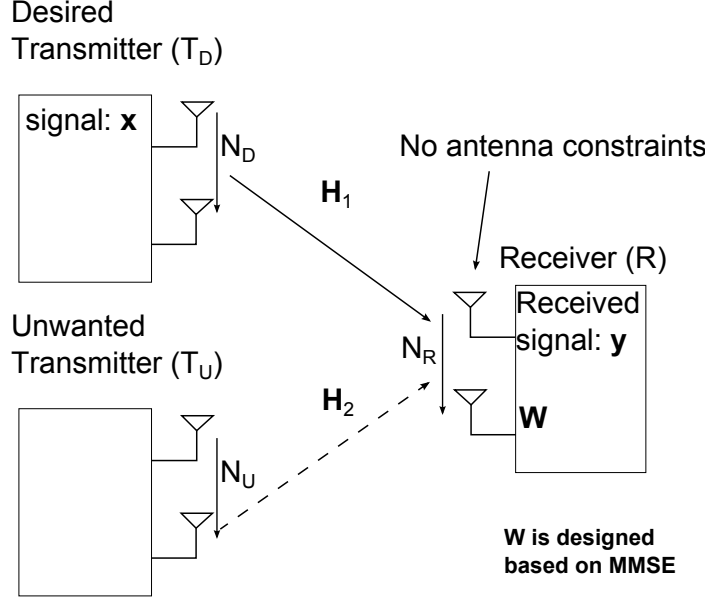 Desired
Transmitter (T_D)
signal: x
N_D
No antenna constraints
H_1
Receiver (R)
Received
signal: y
Unwanted
Transmitter (T_U)
N_R
H_2
W
N_U
W is designed
based on MMSE